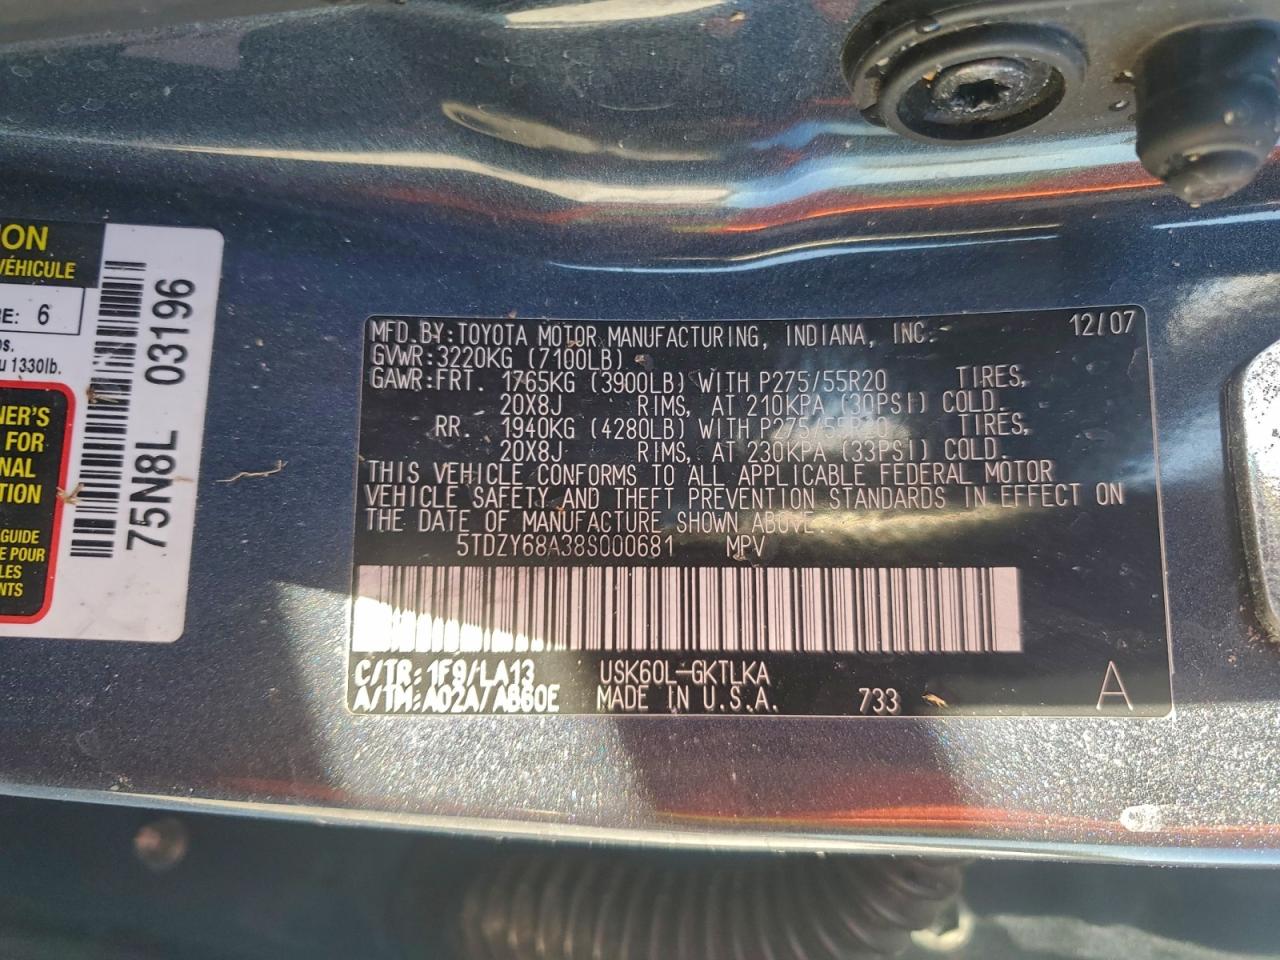 ION
VÉHICULE
RE: 6
os.
u 1330lb.
NER'S
FOR
NAL
TION
GUIDE
E POUR
LES
NTS
75N8L 03196
MFD.BY:TOYOTA MOTOR MANUFACTURING, INDIANA, INC. 12/07
GVWR:3220KG (7100LB)
GAWR:FRT. 1765KG (3900LB) WITH P275/55R20 TIRES,
20X8J RIMS, AT 210KPA (30PSI) COLD.
RR. 1940KG (4280LB) WITH P275/55R20 TIRES,
20X8J RIMS, AT 230KPA (33PSI) COLD.
THIS VEHICLE CONFORMS TO ALL APPLICABLE FEDERAL MOTOR
VEHICLE SAFETY AND THEFT PREVENTION STANDARDS IN EFFECT ON
THE DATE OF MANUFACTURE SHOWN ABOVE.
5TDZY68A38S000681 MPV
C/TR:1F9/LA13 USK60L-GKTLKA
A/TM:A02A/AB60E MADE IN U.S.A. 733 A